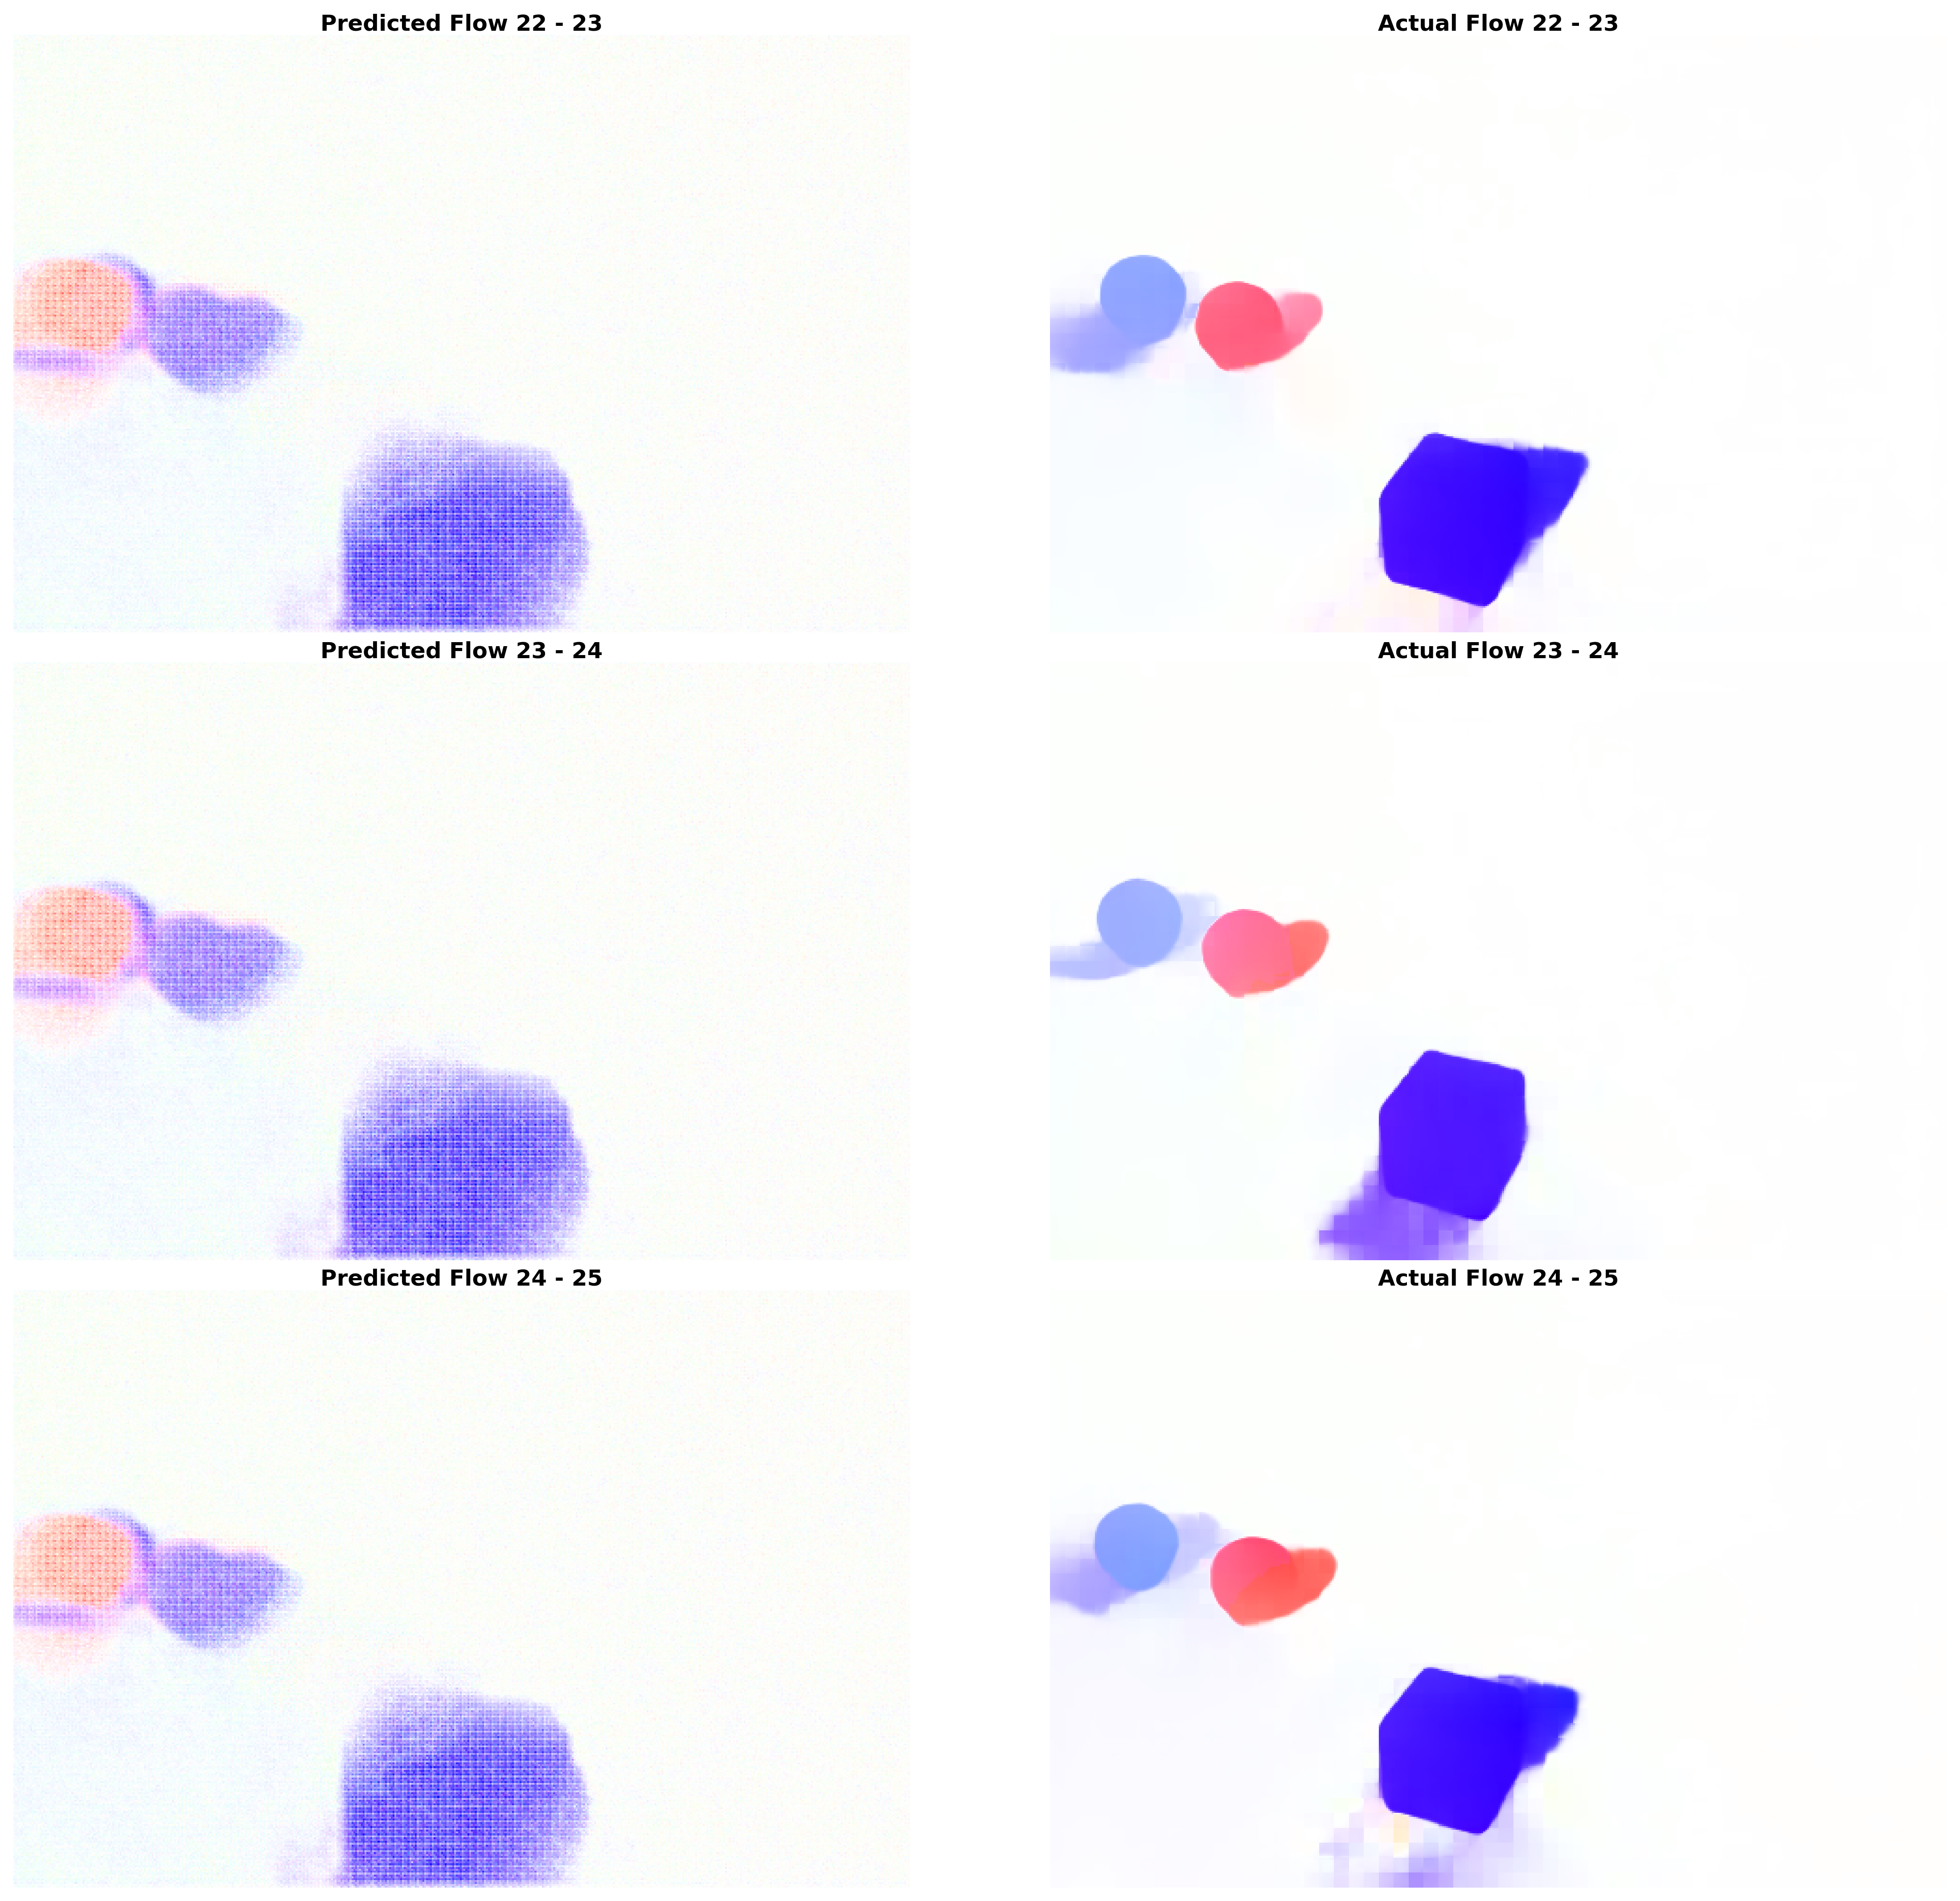 Predicted Flow 22 - 23
Actual Flow 22 - 23
Predicted Flow 23 - 24
Actual Flow 23 - 24
Predicted Flow 24 - 25
Actual Flow 24 - 25